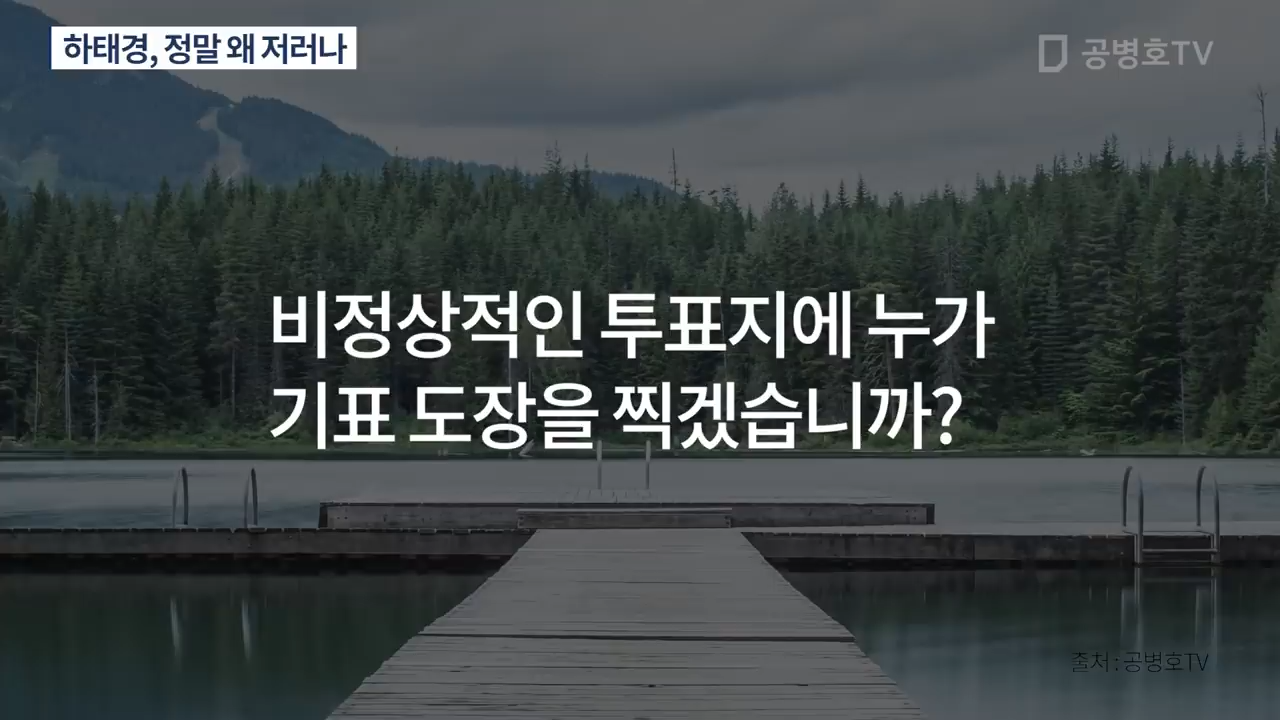 하태경, 정말 왜 저러나
공병호TV
비정상적인 투표지에 누가
기표 도장을 찍겠습니까?
출처 : 공병호TV